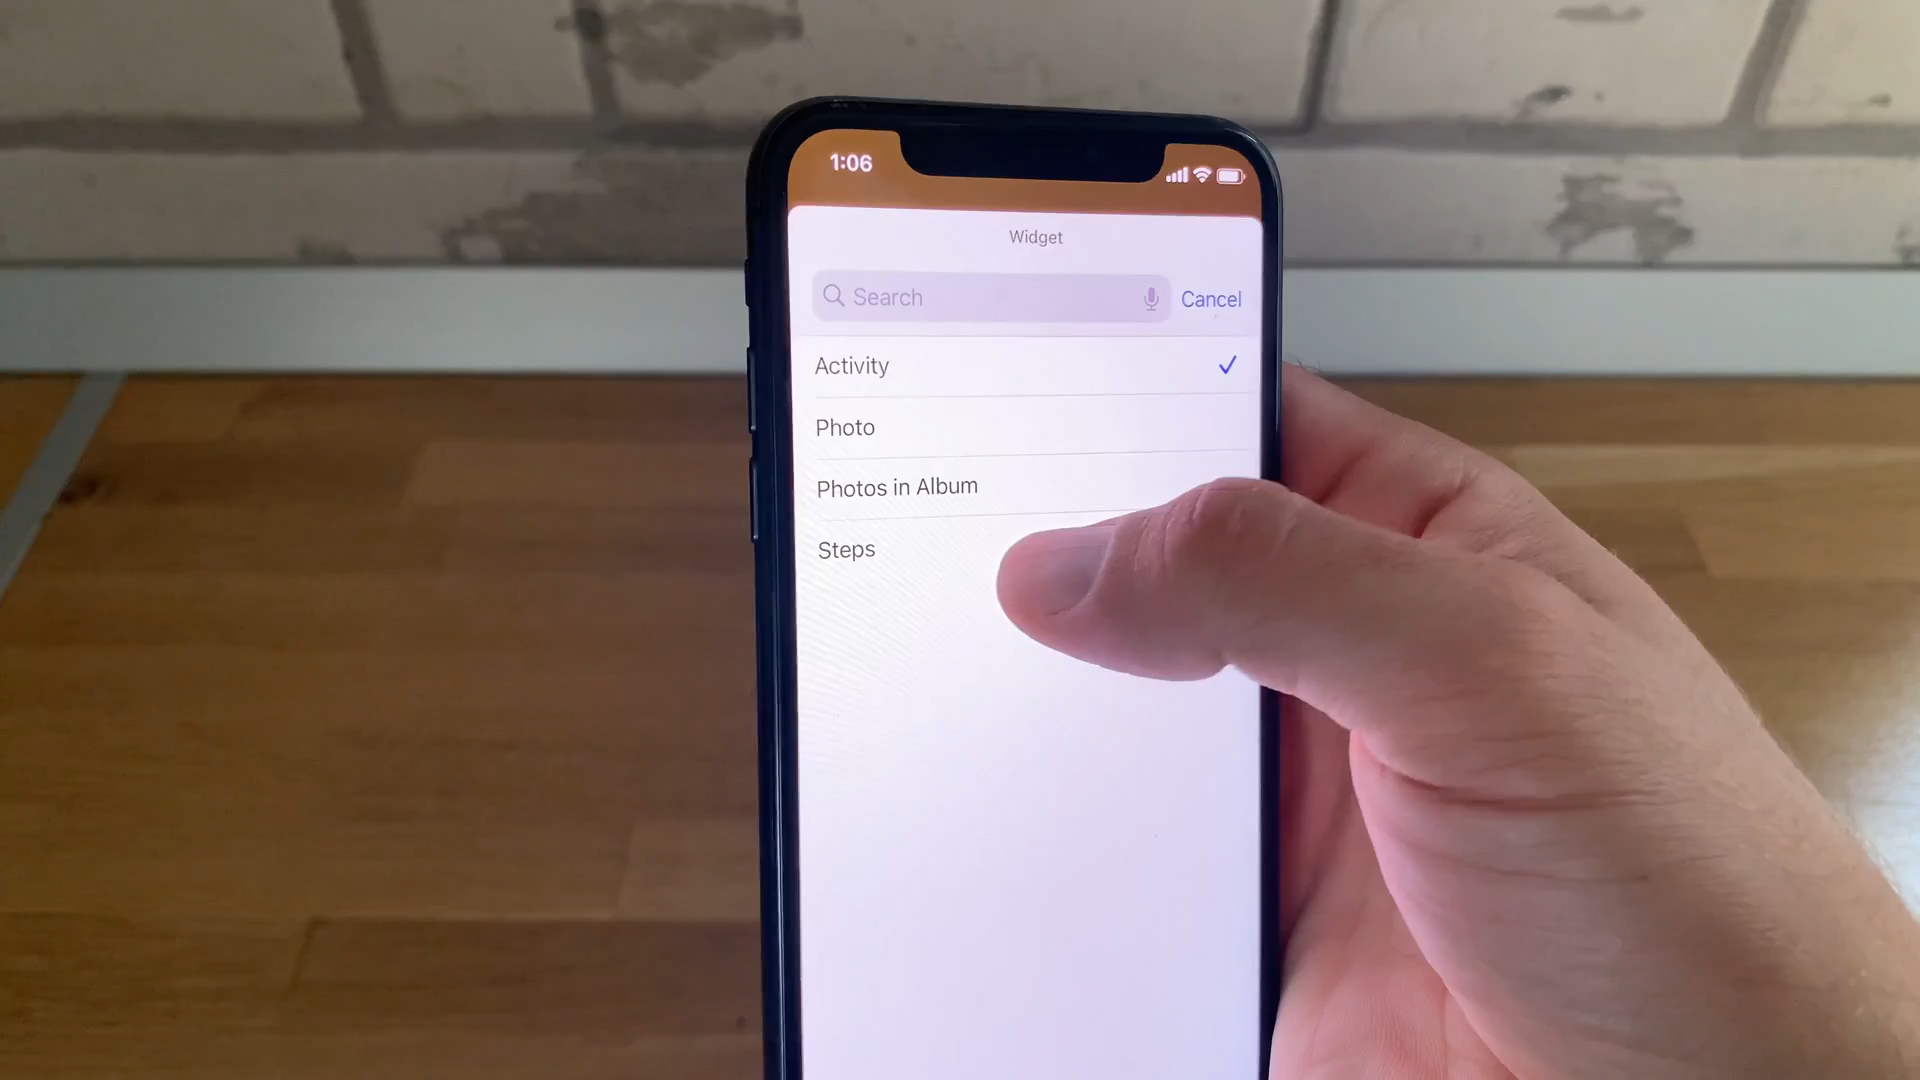 1:06
Widget
Search
Cancel
Activity
Photo
Photos in Album
Steps